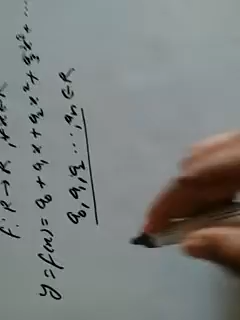 f: R → R, ∀x∈R
y = f(x) = a₀ + a₁x + a₂x² + a₃x³ + ...
a₀, a₁, a₂ ..., aₙ ∈ R